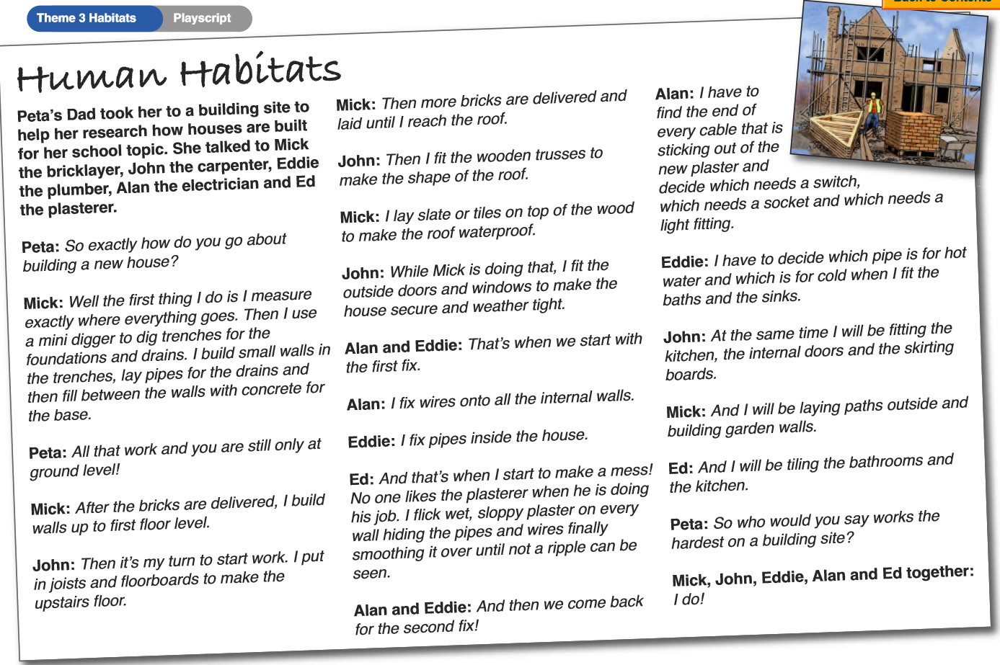 Back to Contents
Theme 3 Habitats
Playscript
Human Habitats
Peta's Dad took her to a building site to
help her research how houses are built
for her school topic. She talked to Mick
the bricklayer, John the carpenter, Eddie
the plumber, Alan the electrician and Ed
the plasterer.
Peta: So exactly how do you go about
building a new house?
Mick: Well the first thing I do is I measure
exactly where everything goes. Then I use
a mini digger to dig trenches for the
foundations and drains. I build small walls in
the trenches, lay pipes for the drains and
then fill between the walls with concrete for
the base.
Peta: All that work and you are still only at
ground level!
Mick: After the bricks are delivered, I build
walls up to first floor level.
John: Then it's my turn to start work. I put
in joists and floorboards to make the
upstairs floor.
Mick: Then more bricks are delivered and
laid until I reach the roof.
John: Then I fit the wooden trusses to
make the shape of the roof.
Mick: I lay slate or tiles on top of the wood
to make the roof waterproof.
John: While Mick is doing that, I fit the
outside doors and windows to make the
house secure and weather tight.
Alan and Eddie: That's when we start with
the first fix.
Alan: I fix wires onto all the internal walls.
Eddie: I fix pipes inside the house.
Ed: And that's when I start to make a mess!
No one likes the plasterer when he is doing
his job. I flick wet, sloppy plaster on every
wall hiding the pipes and wires finally
smoothing it over until not a ripple can be
seen.
Alan and Eddie: And then we come back
for the second fix!
Alan: I have to
find the end of
every cable that is
sticking out of the
new plaster and
decide which needs a switch,
which needs a socket and which needs a
light fitting.
Eddie: I have to decide which pipe is for hot
water and which is for cold when I fit the
baths and the sinks.
John: At the same time I will be fitting the
kitchen, the internal doors and the skirting
boards.
Mick: And I will be laying paths outside and
building garden walls.
Ed: And I will be tiling the bathrooms and
the kitchen.
Peta: So who would you say works the
hardest on a building site?
Mick, John, Eddie, Alan and Ed together:
I do!